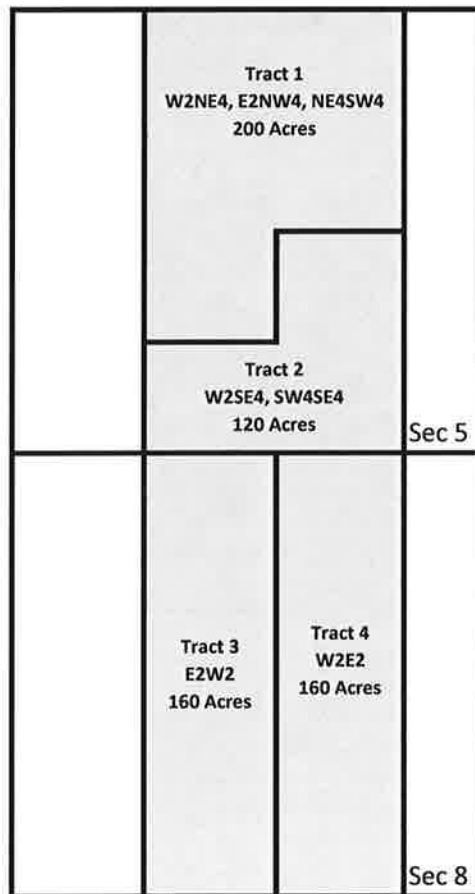 Tract 1
W2NE4, E2NW4, NE4SW4
200 Acres
Tract 2
W2SE4, SW4SE4
120 Acres
Sec 5
Tract 3
E2W2
160 Acres
Tract 4
W2E2
160 Acres
Sec 8